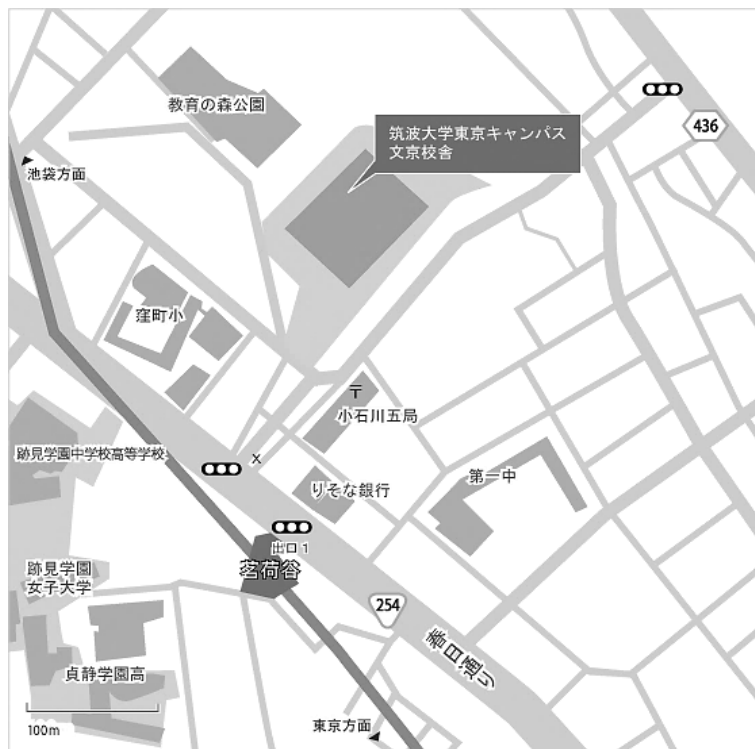 教育の森公園
筑波大学東京キャンパス
文京校舎
436
池袋方面
窪町小
〒
小石川五局
跡見学園中学校高等学校
りそな銀行
第一中
出口1
茗荷谷
跡見学園
女子大学
254
春日通り
貞静学園高
100m
東京方面